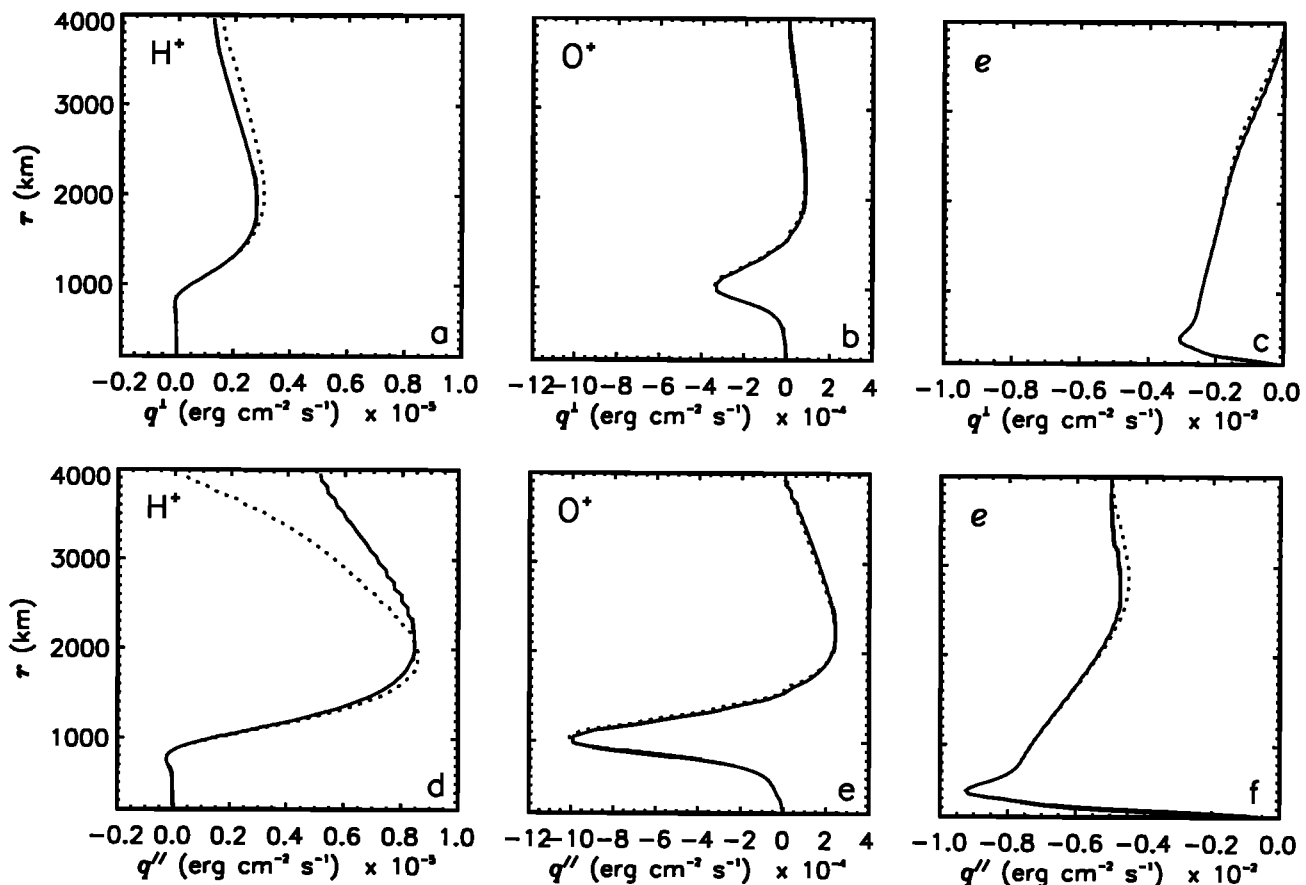 4000
3000
2000
1000
r (km)
H⁺
a
−0.2 0.0 0.2 0.4 0.6 0.8 1.0
q⊥ (erg cm⁻² s⁻¹) x 10⁻³
O⁺
b
−12−10−8 −6 −4 −2 0 2 4
q⊥ (erg cm⁻² s⁻¹) x 10⁻⁴
e
c
−1.0 −0.8 −0.6 −0.4 −0.2 0.0
q⊥ (erg cm⁻² s⁻¹) x 10⁻²
4000
3000
2000
1000
r (km)
H⁺
d
−0.2 0.0 0.2 0.4 0.6 0.8 1.0
q// (erg cm⁻² s⁻¹) x 10⁻³
O⁺
e
−12−10−8 −6 −4 −2 0 2 4
q// (erg cm⁻² s⁻¹) x 10⁻⁴
e
f
−1.0 −0.8 −0.6 −0.4 −0.2 0.0
q// (erg cm⁻² s⁻¹) x 10⁻²